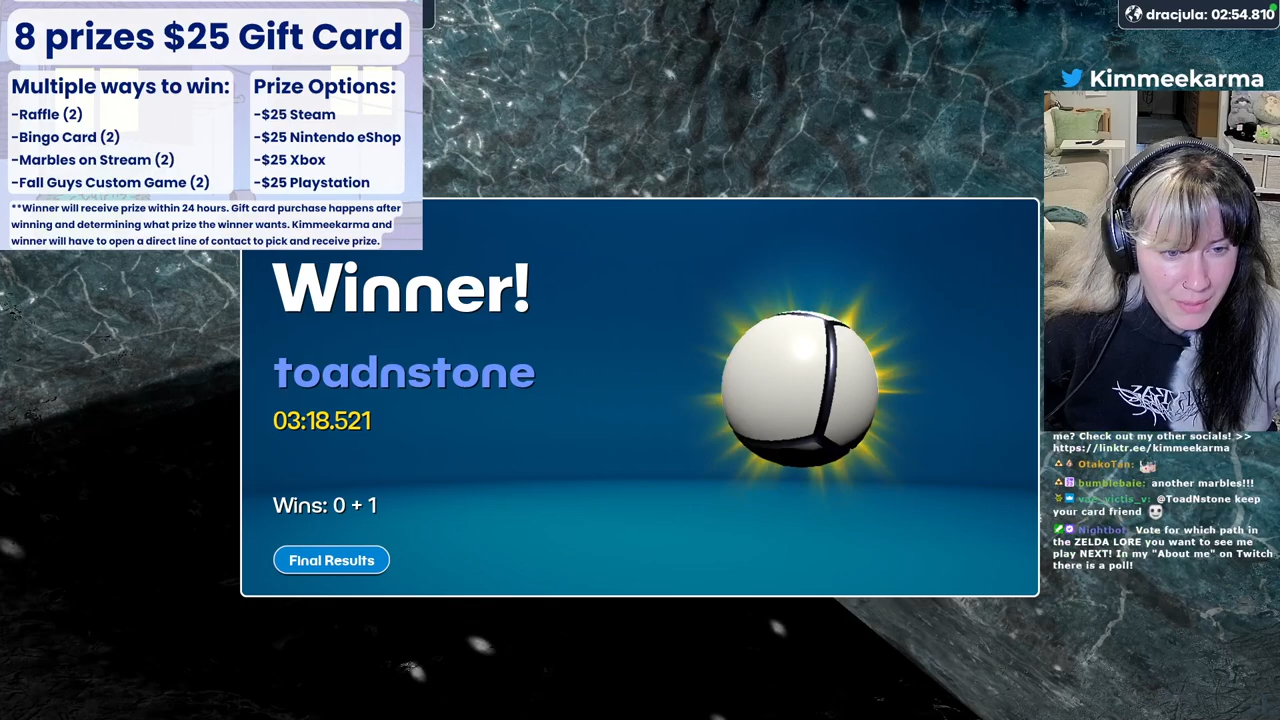 8 prizes $25 Gift Card
Multiple ways to win:
-Raffle (2)
-Bingo Card (2)
-Marbles on Stream (2)
-Fall Guys Custom Game (2)
Prize Options:
-$25 Steam
-$25 Nintendo eShop
-$25 Xbox
-$25 Playstation
**Winner will receive prize within 24 hours. Gift card purchase happens after
winning and determining what prize the winner wants. Kimmeekarma and
winner will have to open a direct line of contact to pick and receive prize.
dracjula: 02:54.810
Kimmeekarma
Winner!
toadnstone
03:18.521
Wins: 0 + 1
Final Results
me? Check out my other socials! >>
https://linktr.ee/kimmeekarma
OtakoTan:
bumblebaie: another marbles!!!
vae_victis_v: @ToadNstone keep
your card friend
Nightbot: Vote for which path in
the ZELDA LORE you want to see me
play NEXT! In my "About me" on Twitch
there is a poll!